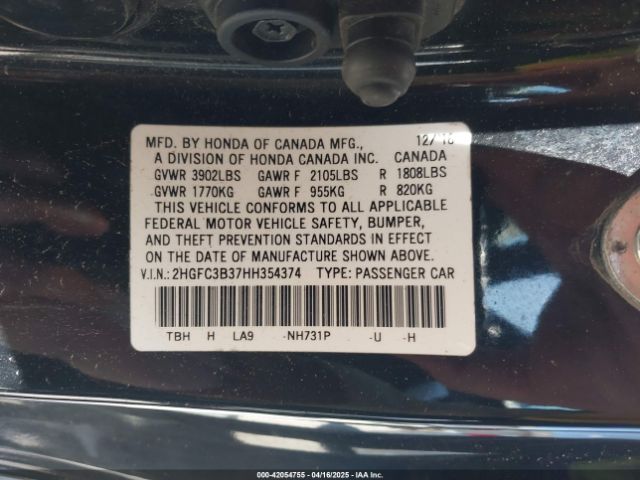 MFD. BY HONDA OF CANADA MFG., 12/16
A DIVISION OF HONDA CANADA INC. CANADA
GVWR 3902LBS GAWR F 2105LBS R 1808LBS
GVWR 1770KG GAWR F 955KG R 820KG
THIS VEHICLE CONFORMS TO ALL APPLICABLE
FEDERAL MOTOR VEHICLE SAFETY, BUMPER,
AND THEFT PREVENTION STANDARDS IN EFFECT
ON THE DATE OF MANUFACTURE SHOWN ABOVE.
V.I.N.: 2HGFC3B37HH354374 TYPE: PASSENGER CAR
TBH H LA9 -NH731P -U -H
000-42054755 - 04/16/2025 - IAA Inc.